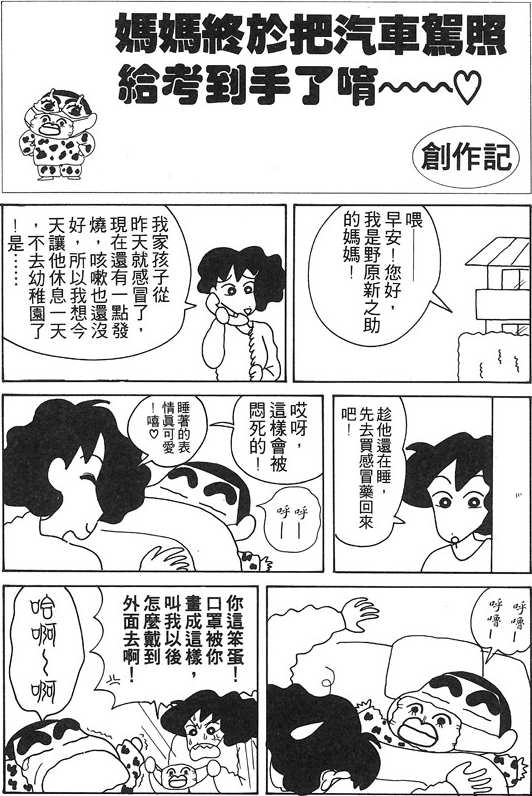 媽媽終於把汽車駕照
給考到手了唷~~~♡
創作記
喂──
早安！您好，
我是野原新之助
的媽媽！
我家孩子從
昨天就感冒了，
現在還有一點發
燒，咳嗽也還沒
好，所以我想今
天讓他休息一天
，不去幼稚園了
！是……
趁他還在睡，
先去買感冒藥回來
吧！
哎呀，
這樣會被
悶死的！
呼──
呼──
睡著的表
情真可愛
！嘻♡
呼嚕─
呼嚕─
你這笨蛋！
口罩被你
畫成這樣，
叫我以後
怎麼戴到
外面去啊！
哈啊~啊